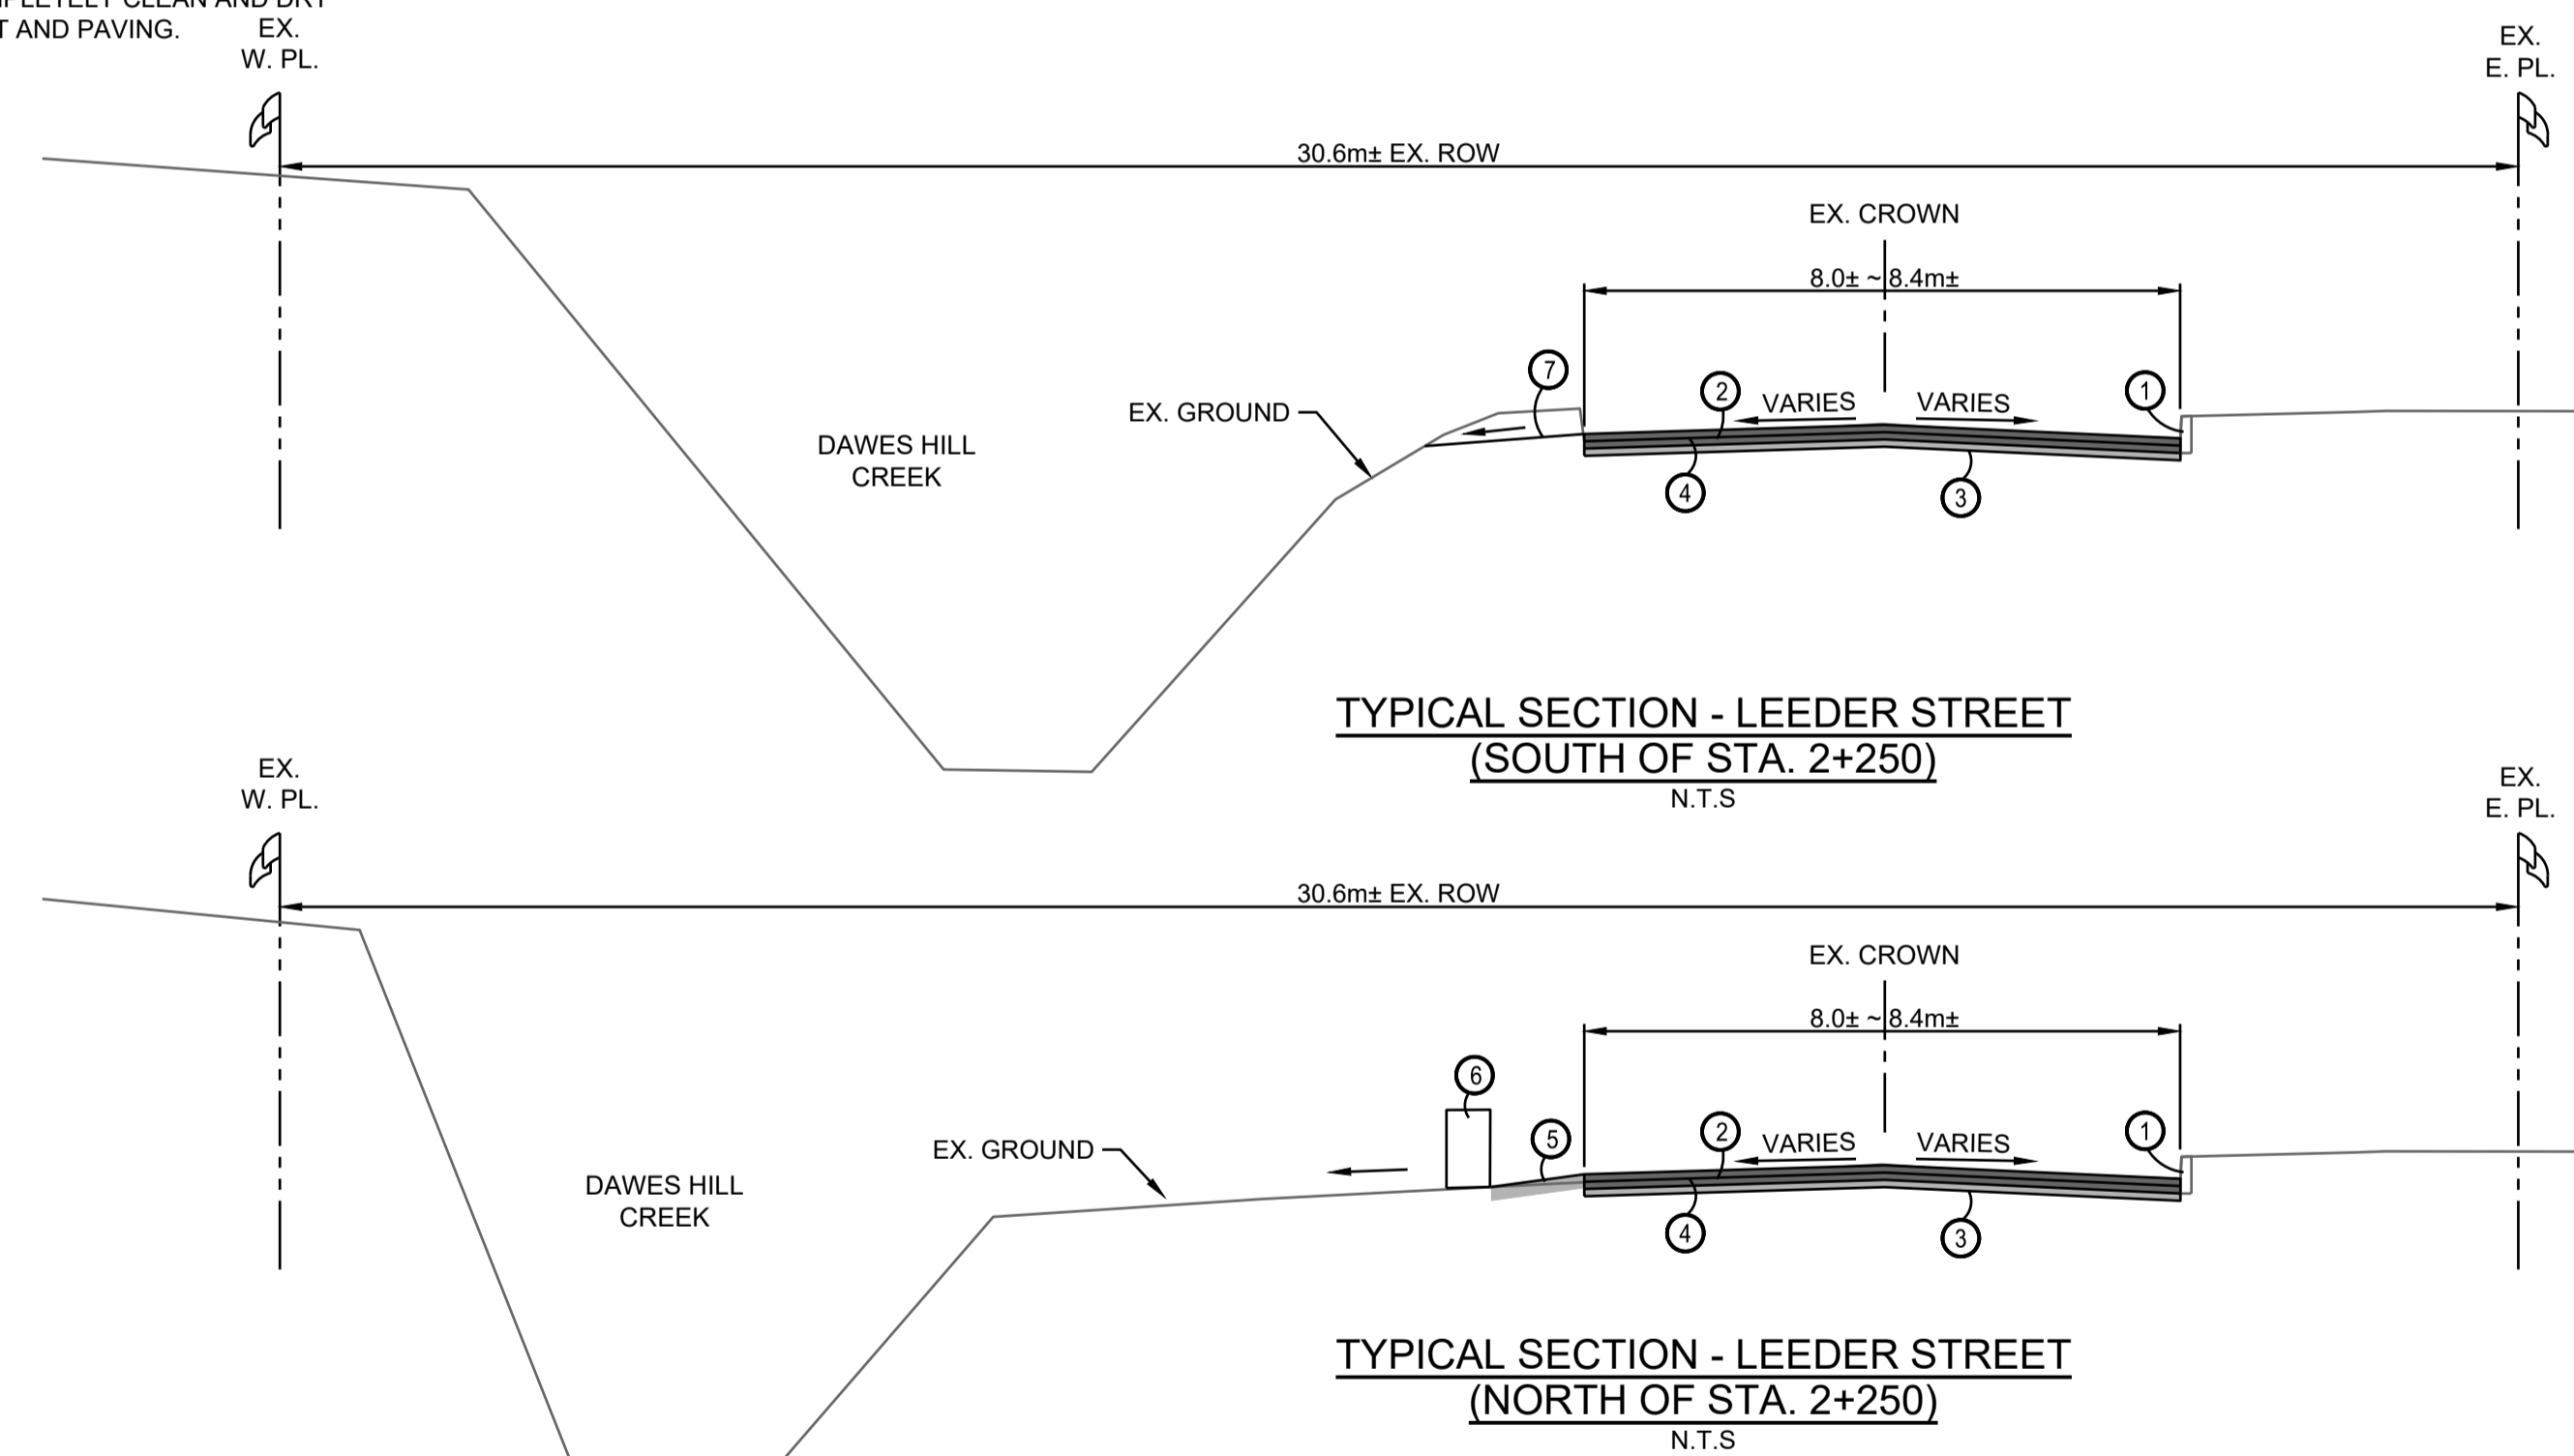 CLEAN AND DRY
AND PAVING.
EX.
W. PL.
EX.
E. PL.
30.6m± EX. ROW
EX. CROWN
8.0± ~ 8.4m±
7
2
VARIES
VARIES
1
EX. GROUND
DAWES HILL
CREEK
4
3
TYPICAL SECTION - LEEDER STREET
(SOUTH OF STA. 2+250)
N.T.S
EX.
W. PL.
EX.
E. PL.
30.6m± EX. ROW
EX. CROWN
8.0± ~ 8.4m±
6
5
2
VARIES
VARIES
1
EX. GROUND
DAWES HILL
CREEK
4
3
TYPICAL SECTION - LEEDER STREET
(NORTH OF STA. 2+250)
N.T.S